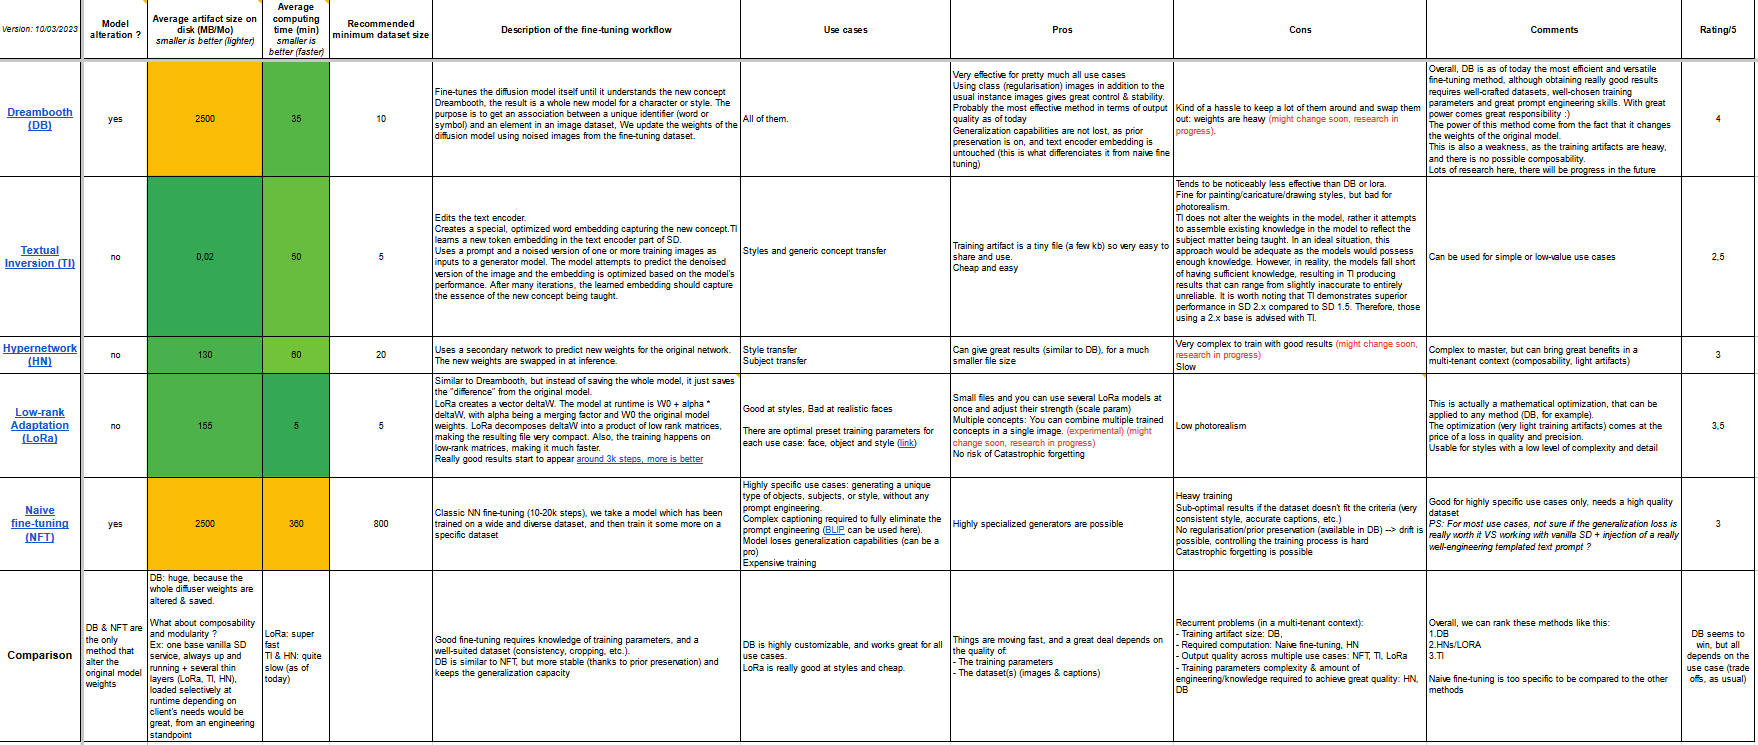 Version: 10/03/2023
Model
alteration ?
Average artifact size on
disk (MB/Mo)
smaller is better (lighter)
Average
computing
time (min)
smaller is
better (faster)
Recommended
minimum dataset size
Description of the fine-tuning workflow
Use cases
Pros
Cons
Comments
Rating/5
Dreambooth
(DB)
yes
2500
35
10
Fine-tunes the diffusion model itself until it understands the new concept
Dreambooth, the result is a whole new model for a character or style. The
purpose is to get an association between a unique identifier (word or
symbol) and an element in an image dataset, We update the weights of the
diffusion model using noised images from the fine-tuning dataset.
All of them.
Very effective for pretty much all use cases
Using class (regularisation) images in addition to the
usual instance images gives great control & stability.
Probably the most effective method in terms of output
quality as of today
Generalization capabilities are not lost, as prior
preservation is on, and text encoder embedding is
untouched (this is what differenciates it from naive fine
tuning)
Kind of a hassle to keep a lot of them around and swap them
out: weights are heavy (might change soon, research in
progress).
Overall, DB is as of today the most efficient and versatile
fine-tuning method, although obtaining really good results
requires well-crafted datasets, well-chosen training
parameters and great prompt engineering skills. With great
power comes great responsibility :)
The power of this method come from the fact that it changes
the weights of the original model.
This is also a weakness, as the training artifacts are heavy,
and there is no possible composability.
Lots of research here, there will be progress in the future
4
Textual
Inversion (TI)
no
0,02
50
5
Edits the text encoder.
Creates a special, optimized word embedding capturing the new concept.TI
learns a new token embedding in the text encoder part of SD.
Uses a prompt and a noised version of one or more training images as
inputs to a generator model. The model attempts to predict the denoised
version of the image and the embedding is optimized based on the model's
performance. After many iterations, the learned embedding should capture
the essence of the new concept being taught.
Styles and generic concept transfer
Training artifact is a tiny file (a few kb) so very easy to
share and use.
Cheap and easy
Tends to be noticeably less effective than DB or lora.
Fine for painting/caricature/drawing styles, but bad for
photorealism.
TI does not alter the weights in the model, rather it attempts
to assemble existing knowledge in the model to reflect the
subject matter being taught. In an ideal situation, this
approach would be adequate as the models would possess
enough knowledge. However, in reality, the models fall short
of having sufficient knowledge, resulting in TI producing
results that can range from slightly inaccurate to entirely
unreliable. It is worth noting that TI demonstrates superior
performance in SD 2.x compared to SD 1.5. Therefore, those
using a 2.x base is advised with TI.
Can be used for simple or low-value use cases
2,5
Hypernetwork
(HN)
no
130
60
20
Uses a secondary network to predict new weights for the original network.
The new weights are swapped in at inference.
Style transfer
Subject transfer
Can give great results (similar to DB), for a much
smaller file size
Very complex to train with good results (might change soon,
research in progress)
Slow
Complex to master, but can bring great benefits in a
multi-tenant context (composability, light artifacts)
3
Low-rank
Adaptation
(LoRa)
no
155
5
5
Similar to Dreambooth, but instead of saving the whole model, it just saves
the "difference" from the original model.
LoRa creates a vector deltaW. The model at runtime is W0 + alpha *
deltaW, with alpha being a merging factor and W0 the original model
weights. LoRa decomposes deltaW into a product of low rank matrices,
making the resulting file very compact. Also, the training happens on
low-rank matrices, making it much faster.
Really good results start to appear around 3k steps, more is better
Good at styles, Bad at realistic faces
There are optimal preset training parameters for
each use case: face, object and style (link)
Small files and you can use several LoRa models at
once and adjust their strength (scale param)
Multiple concepts: You can combine multiple trained
concepts in a single image. (experimental) (might
change soon, research in progress)
No risk of Catastrophic forgetting
Low photorealism
This is actually a mathematical optimization, that can be
applied to any method (DB, for example).
The optimization (very light training artifacts) comes at the
price of a loss in quality and precision.
Usable for styles with a low level of complexity and detail
3,5
Naive
fine-tuning
(NFT)
yes
2500
360
800
Classic NN fine-tuning (10-20k steps), we take a model which has been
trained on a wide and diverse dataset, and then train it some more on a
specific dataset
Highly specific use cases: generating a unique
type of objects, subjects, or style, without any
prompt engineering.
Complex captioning required to fully eliminate the
prompt engineering (BLIP can be used here).
Model loses generalization capabilities (can be a
pro)
Expensive training
Highly specialized generators are possible
Heavy training
Sub-optimal results if the dataset doesn't fit the criteria (very
consistent style, accurate captions, etc.)
No regularisation/prior preservation (available in DB) --> drift is
possible, controlling the training process is hard
Catastrophic forgetting is possible
Good for highly specific use cases only, needs a high quality
dataset
PS: For most use cases, not sure if the generalization loss is
really worth it VS working with vanilla SD + injection of a really
well-engineering templated text prompt ?
3
Comparison
DB & NFT are
the only
method that
alter the
original model
weights
DB: huge, because the
whole diffuser weights are
altered & saved.
What about composability
and modularity ?
Ex: one base vanilla SD
service, always up and
running + several thin
layers (LoRa, TI, HN),
loaded selectively at
runtime depending on
client's needs would be
great, from an engineering
standpoint
LoRa: super
fast
TI & HN: quite
slow (as of
today)
Good fine-tuning requires knowledge of training parameters, and a
well-suited dataset (consistency, cropping, etc.).
DB is similar to NFT, but more stable (thanks to prior preservation) and
keeps the generalization capacity
DB is highly customizable, and works great for all
use cases.
LoRa is really good at styles and cheap.
Things are moving fast, and a great deal depends on
the quality of:
- The training parameters
- The dataset(s) (images & captions)
Recurrent problems (in a multi-tenant context):
- Training artifact size: DB,
- Required computation: Naive fine-tuning, HN
- Output quality across multiple use cases: NFT, TI, LoRa
- Training parameters complexity & amount of
engineering/knowledge required to achieve great quality: HN,
DB
Overall, we can rank these methods like this:
1.DB
2.HNs/LORA
3.TI
Naive fine-tuning is too specific to be compared to the other
methods
DB seems to
win, but all
depends on the
use case (trade
offs, as usual)